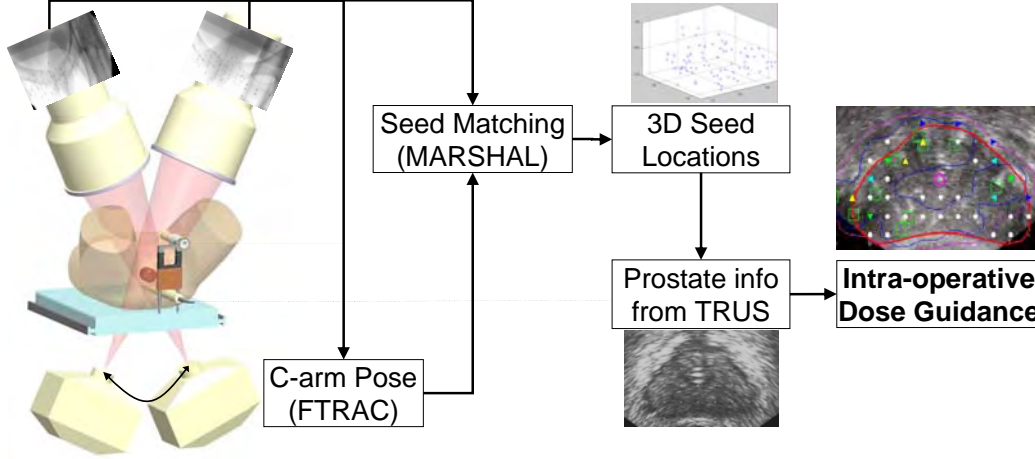 Seed Matching
(MARSHAL)
3D Seed
Locations
Prostate info
from TRUS
Intra-operative
Dose Guidance
C-arm Pose
(FTRAC)